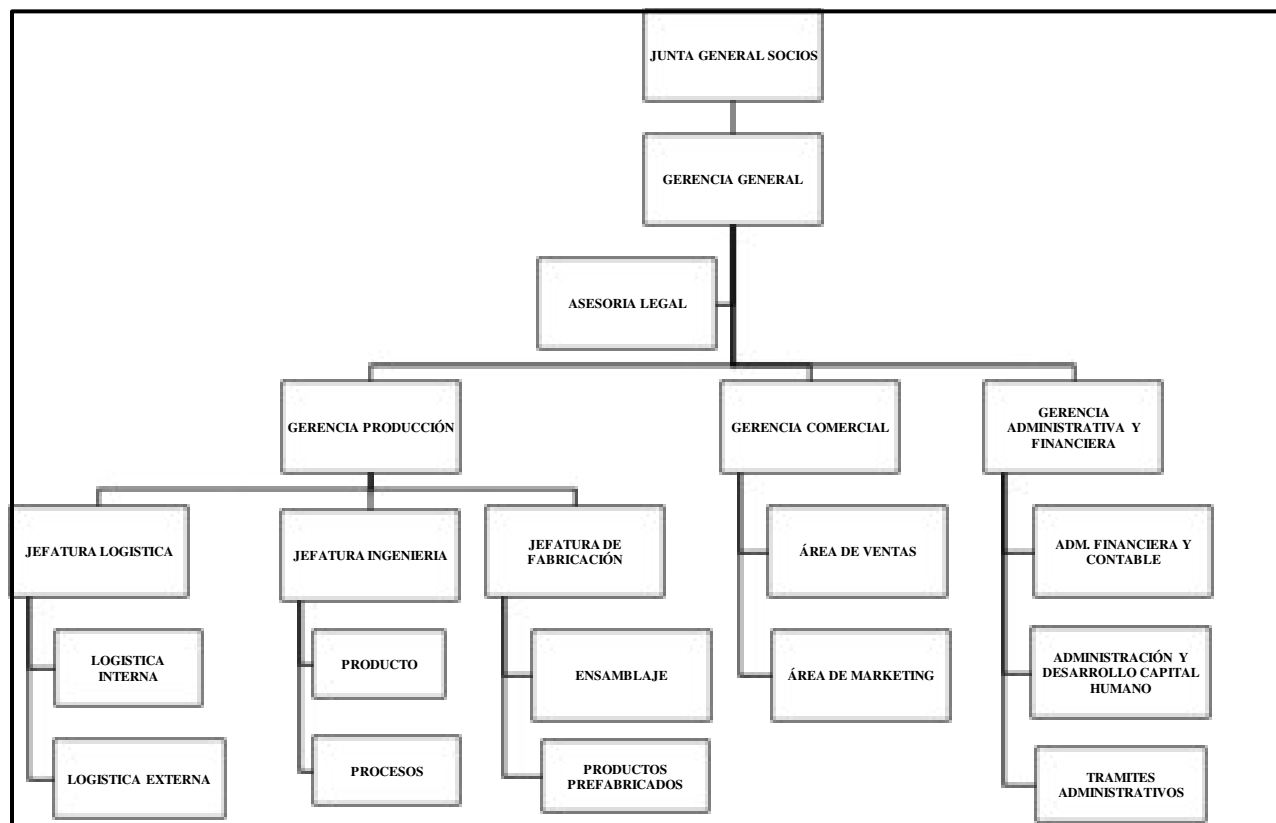 JUNTA GENERAL SOCIOS
GERENCIA GENERAL
ASESORIA LEGAL
GERENCIA PRODUCCIÓN
GERENCIA COMERCIAL
GERENCIA
ADMINISTRATIVA Y
FINANCIERA
JEFATURA LOGISTICA
JEFATURA INGENIERIA
JEFATURA DE
FABRICACIÓN
ÁREA DE VENTAS
ADM. FINANCIERA Y
CONTABLE
LOGISTICA
INTERNA
PRODUCTO
ENSAMBLAJE
ÁREA DE MARKETING
ADMINISTRACIÓN Y
DESARROLLO CAPITAL
HUMANO
LOGISTICA EXTERNA
PROCESOS
PRODUCTOS
PREFABRICADOS
TRAMITES
ADMINISTRATIVOS